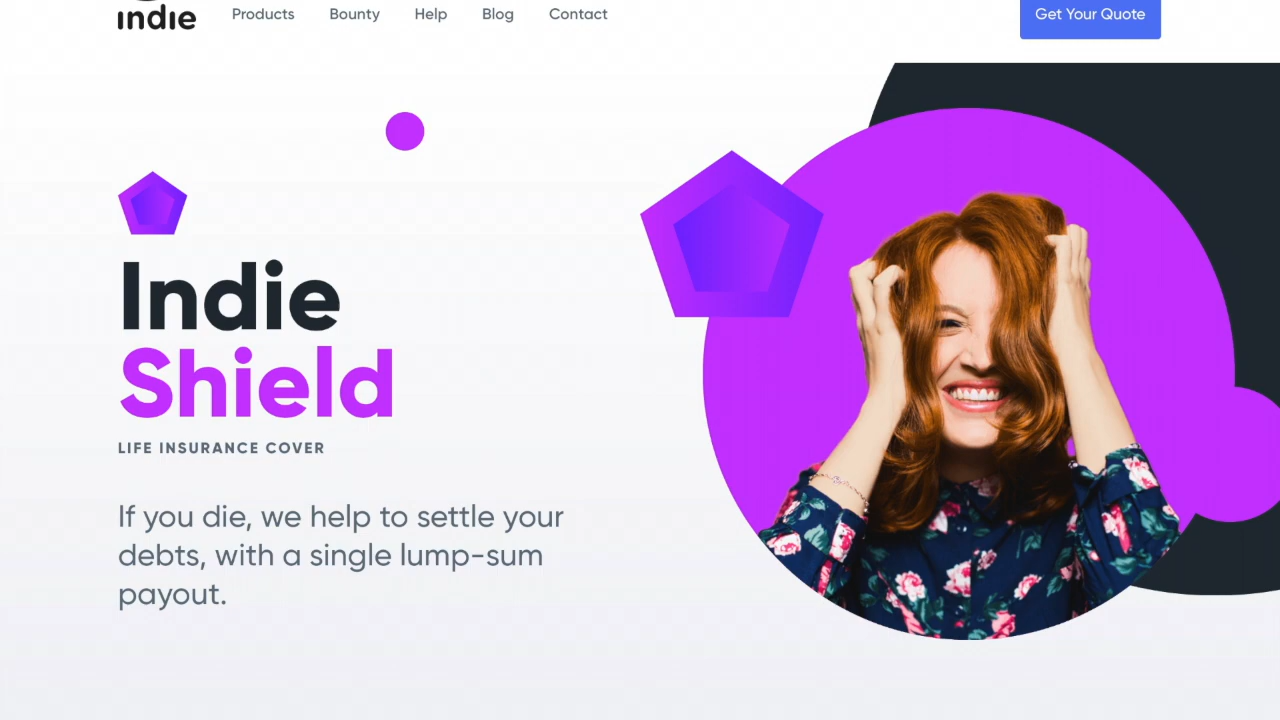 indie
Products
Bounty
Help
Blog
Contact
Get Your Quote
Indie
Shield
LIFE INSURANCE COVER
If you die, we help to settle your
debts, with a single lump-sum
payout.